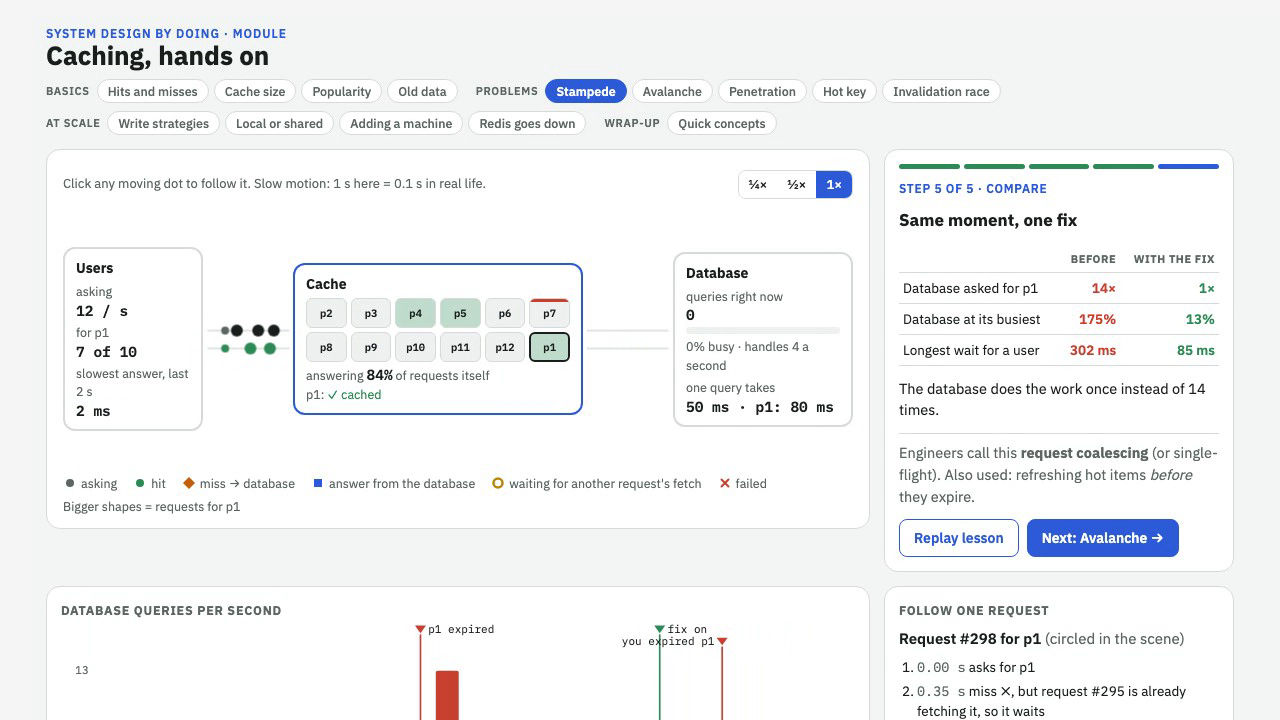 SYSTEM DESIGN BY DOING · MODULE
Caching, hands on
BASICS Hits and misses Cache size Popularity Old data PROBLEMS Stampede Avalanche Penetration Hot key Invalidation race
AT SCALE Write strategies Local or shared Adding a machine Redis goes down WRAP-UP Quick concepts
Click any moving dot to follow it. Slow motion: 1 s here = 0.1 s in real life.
¼× ½× 1×
Users
asking
12 / s
for p1
7 of 10
slowest answer, last
2 s
2 ms
Cache
p2 p3 p4 p5 p6 p7
p8 p9 p10 p11 p12 p1
answering 84% of requests itself
p1: ✓ cached
Database
queries right now
0
0% busy · handles 4 a
second
one query takes
50 ms · p1: 80 ms
asking hit miss → database answer from the database waiting for another request's fetch failed
Bigger shapes = requests for p1
STEP 5 OF 5 · COMPARE
Same moment, one fix
BEFORE WITH THE FIX
Database asked for p1 14× 1×
Database at its busiest 175% 13%
Longest wait for a user 302 ms 85 ms
The database does the work once instead of 14
times.
Engineers call this request coalescing (or single-
flight). Also used: refreshing hot items before
they expire.
Replay lesson Next: Avalanche →
DATABASE QUERIES PER SECOND
p1 expired
fix on
you expired p1
13
FOLLOW ONE REQUEST
Request #298 for p1 (circled in the scene)
1. 0.00 s asks for p1
2. 0.35 s miss ✕, but request #295 is already
fetching it, so it waits